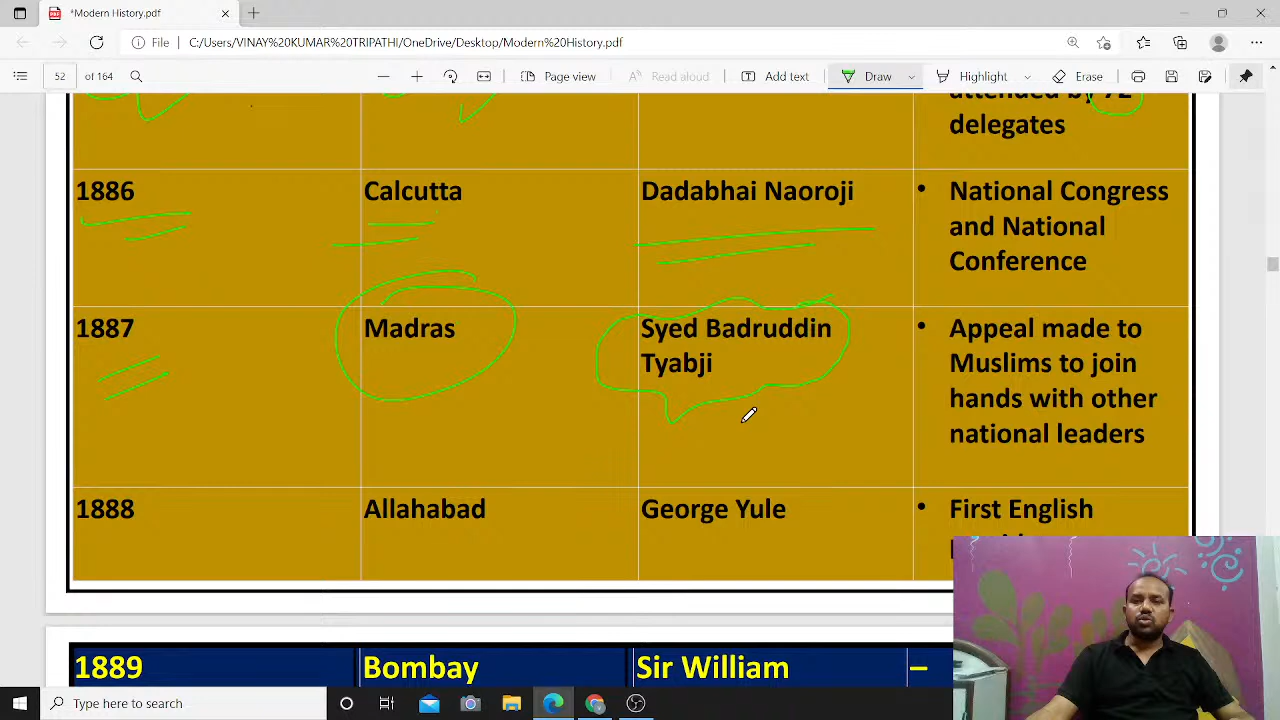 *Modern History.pdf
File
C:/Users/VINAY%20KUMAR%20TRIPATHI/OneDrive/Desktop/Modern%20History.pdf
52 of 164
Page view
Read aloud
Add text
Draw
Highlight
Erase
attended by 72
delegates
1886
Calcutta
Dadabhai Naoroji
• National Congress
and National
Conference
1887
Madras
Syed Badruddin
Tyabji
• Appeal made to
Muslims to join
hands with other
national leaders
1888
Allahabad
George Yule
• First English
1889
Bombay
Sir William
–
Type here to search